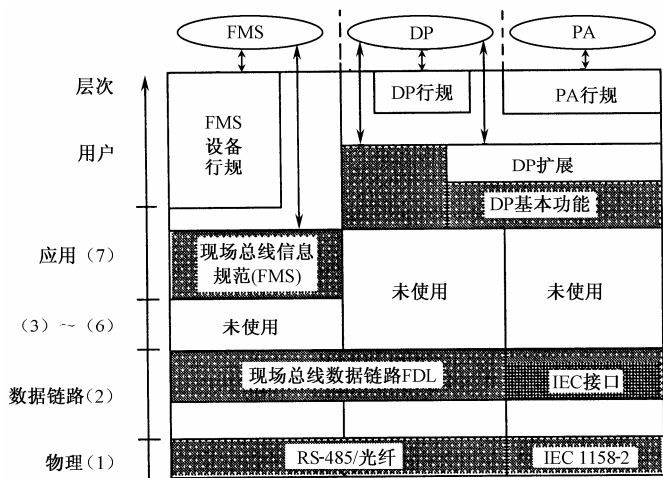 FMS
DP
PA
层次
DP行规
PA行规
FMS
设备
行规
用户
DP扩展
DP基本功能
应用（7）
现场总线信息
规范(FMS)
未使用
未使用
（3）～（6）
未使用
现场总线数据链路FDL
IEC接口
数据链路（2）
物理（1）
RS-485/光纤
IEC 1158-2